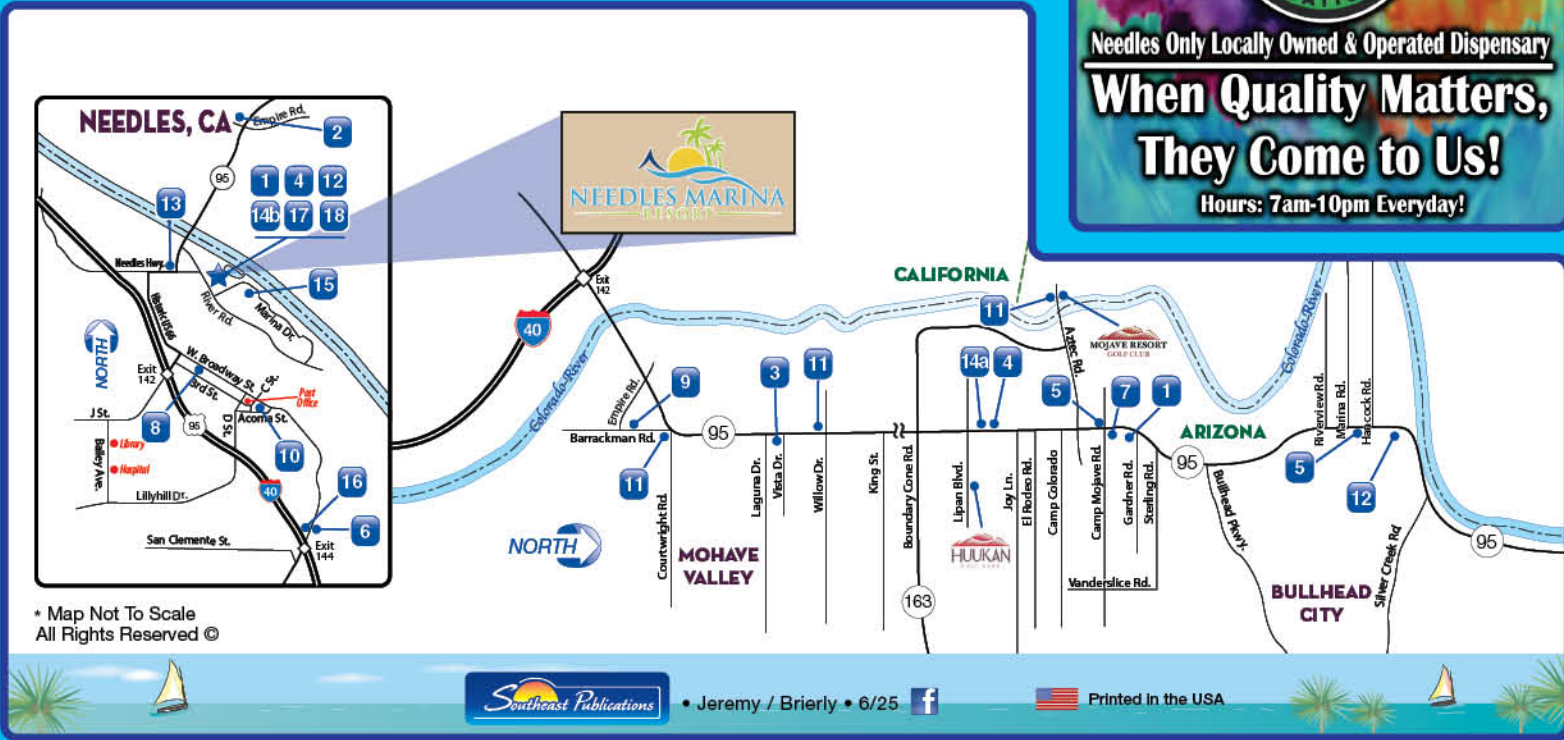 Needles Only Locally Owned & Operated Dispensary
When Quality Matters,
They Come to Us!
Hours: 7am-10pm Everyday!
NEEDLES, CA
Empire Rd.
2
95
1 4 12
14b 17 18
13
Needles Hwy.
15
River Rd.
Marina Dr.
Historic US66
NORTH
W. Broadway St.
C St.
3rd St.
Exit
142
Post
Office
J St.
8
95
D St.
Acoma St.
Library
10
Bailey Ave.
Hospital
Lillyhill Dr.
40
16
6
San Clemente St.
Exit
144
NEEDLES MARINA
RESORT
Exit
142
40
Colorado River
CALIFORNIA
11
Aztec Rd.
MOJAVE RESORT
GOLF CLUB
Colorado River
Empire Rd.
9
3
11
14a
4
5
7
1
Barrackman Rd.
95
ARIZONA
95
Riverview Rd.
Marina Rd.
Hancock Rd.
5
12
95
11
Courtwright Rd.
Laguna Dr.
Vista Dr.
Willow Dr.
King St.
Boundary Cone Rd.
Lipan Blvd.
Joy Ln.
El Rodeo Rd.
Camp Colorado
Camp Mojave Rd.
Gardner Rd.
Sterling Rd.
Bullhead Pkwy.
Silver Creek Rd
NORTH
MOHAVE
VALLEY
HUUKAN
GOLF CLUB
Vanderslice Rd.
163
BULLHEAD
CITY
* Map Not To Scale
All Rights Reserved ©
Southeast Publications
• Jeremy / Brierly • 6/25 f
Printed in the USA